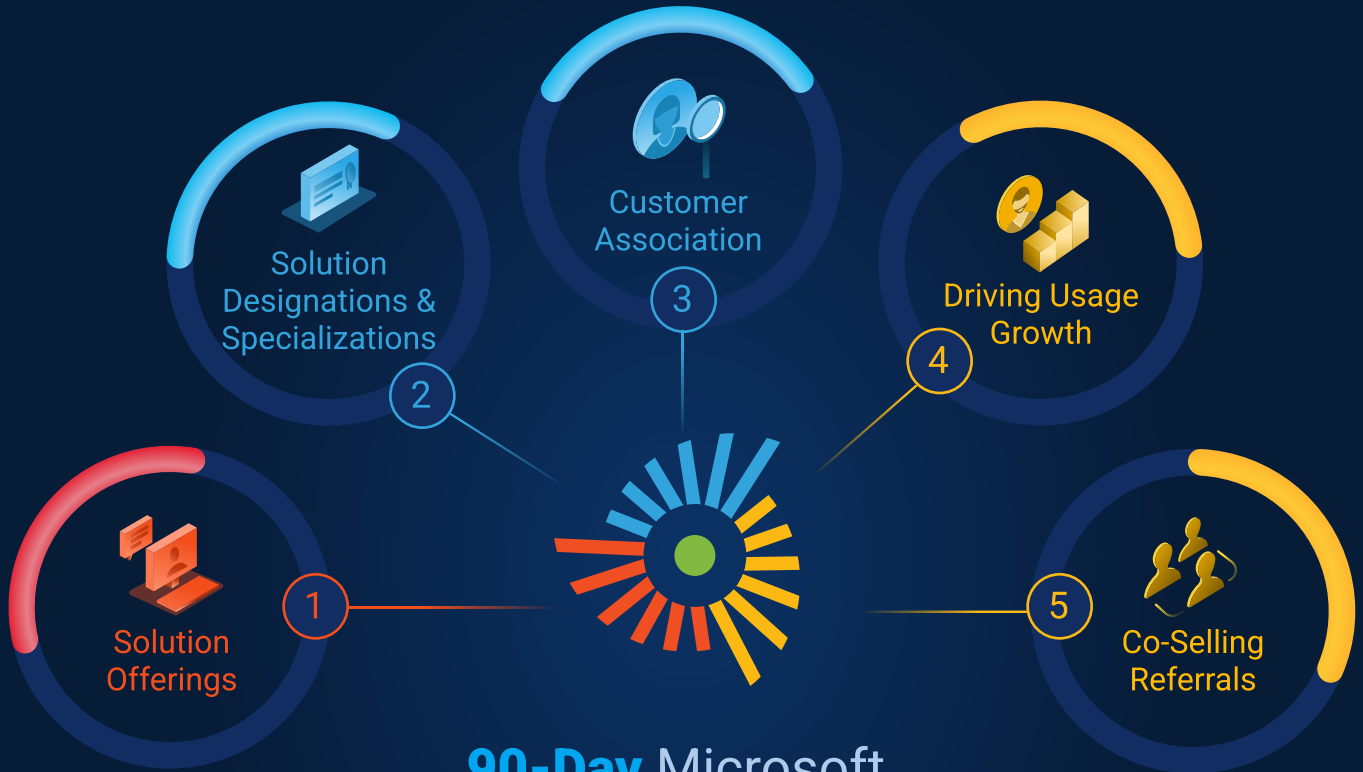 1
Solution
Offerings
2
Solution
Designations &
Specializations
3
Customer
Association
4
Driving Usage
Growth
5
Co-Selling
Referrals
90-Day Microsoft